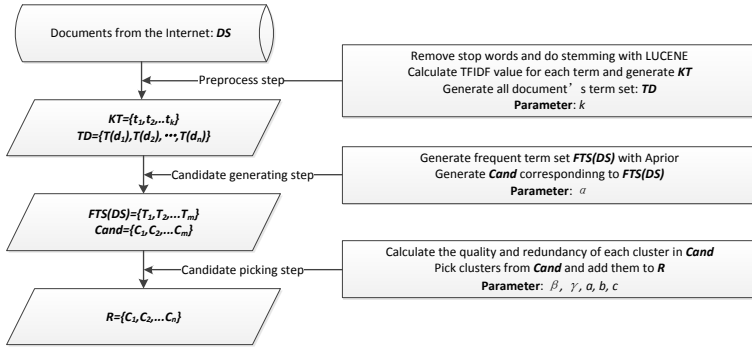 Documents from the Internet: DS
Preprocess step
Remove stop words and do stemming with LUCENE
Calculate TFIDF value for each term and generate KT
Generate all document's term set: TD
Parameter: k
KT={t1,t2,..tk}
TD={T(d1),T(d2),···,T(dn)}
Candidate generating step
Generate frequent term set FTS(DS) with Aprior
Generate Cand correspondinng to FTS(DS)
Parameter: α
FTS(DS)={T1,T2,...Tm}
Cand={C1,C2,...Cm}
Candidate picking step
Calculate the quality and redundancy of each cluster in Cand
Pick clusters from Cand and add them to R
Parameter: β, γ, a, b, c
R={C1,C2,...Cn}